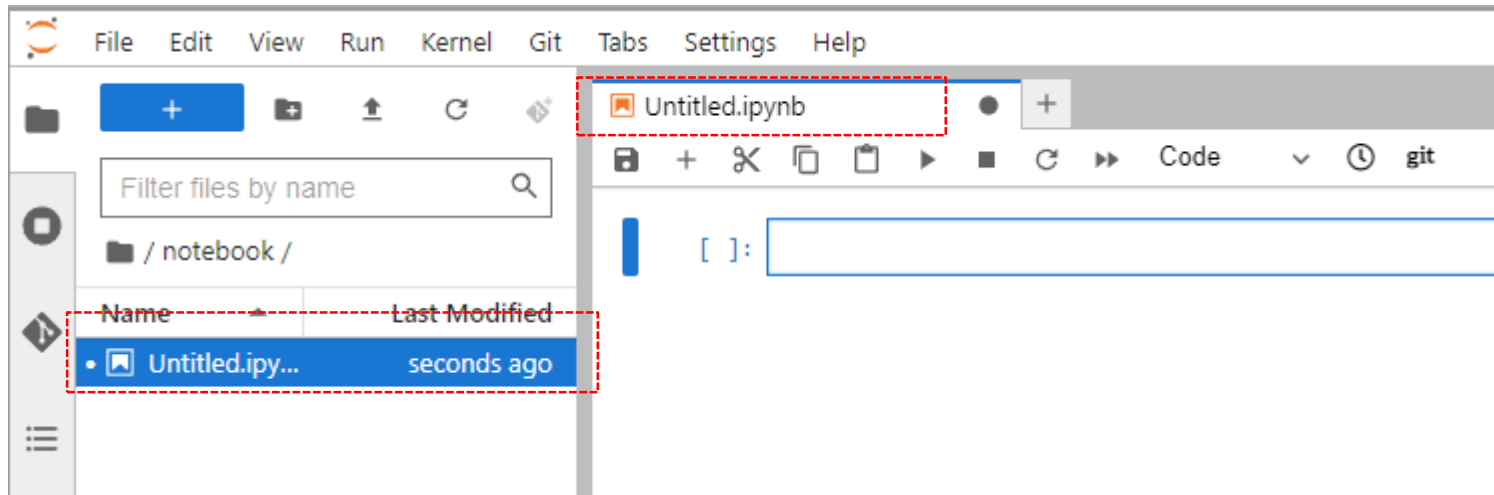 File Edit View Run Kernel Git Tabs Settings Help
+
Filter files by name
/ notebook /
Name Last Modified
Untitled.ipy... seconds ago
Untitled.ipynb
+
Code git
[ ]: